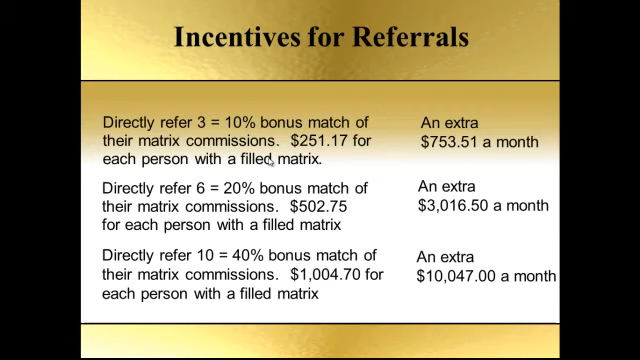 Incentives for Referrals
Directly refer 3 = 10% bonus match of
their matrix commissions.  $251.17 for
each person with a filled matrix.
An extra
$753.51 a month
Directly refer 6 = 20% bonus match of
their matrix commissions.  $502.75
for each person with a filled matrix
An extra
$3,016.50 a month
Directly refer 10 = 40% bonus match of
their matrix commissions.  $1,004.70 for
each person with a filled matrix
An extra
$10,047.00 a month